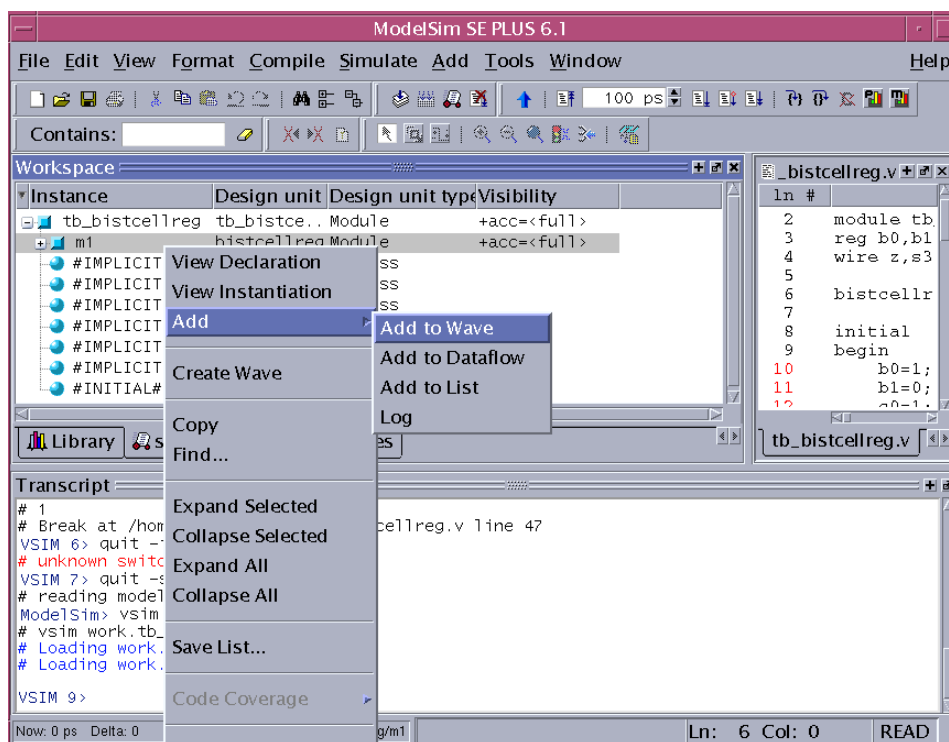 ModelSim SE PLUS 6.1
File Edit View Format Compile Simulate Add Tools Window Help
100 ps
Contains:
Workspace
_bistcellreg.v
Instance Design unit Design unit type Visibility
tb_bistcellreg tb_bistce.. Module +acc=<full>
m1 bistcellreg Module +acc=<full>
#IMPLICIT ss
#IMPLICIT ss
#IMPLICIT ss
#IMPLICIT
#IMPLICIT
#IMPLICIT
#INITIAL#
View Declaration
View Instantiation
Add
Create Wave
Copy
Find...
Expand Selected
Collapse Selected
Expand All
Collapse All
Save List...
Code Coverage
Add to Wave
Add to Dataflow
Add to List
Log
ln #
2 module tb_
3 reg b0,b1
4 wire z,s3
5
6 bistcellr
7
8 initial
9 begin
10 b0=1;
11 b1=0;
12
Library s es
tb_bistcellreg.v
Transcript
# 1
# Break at /hom cellreg.v line 47
VSIM 6> quit -
# unknown switc
VSIM 7> quit -s
# reading model
ModelSim> vsim
# vsim work.tb_
# Loading work.
# Loading work.
VSIM 9>
Now: 0 ps Delta: 0 g/m1 Ln: 6 Col: 0 READ